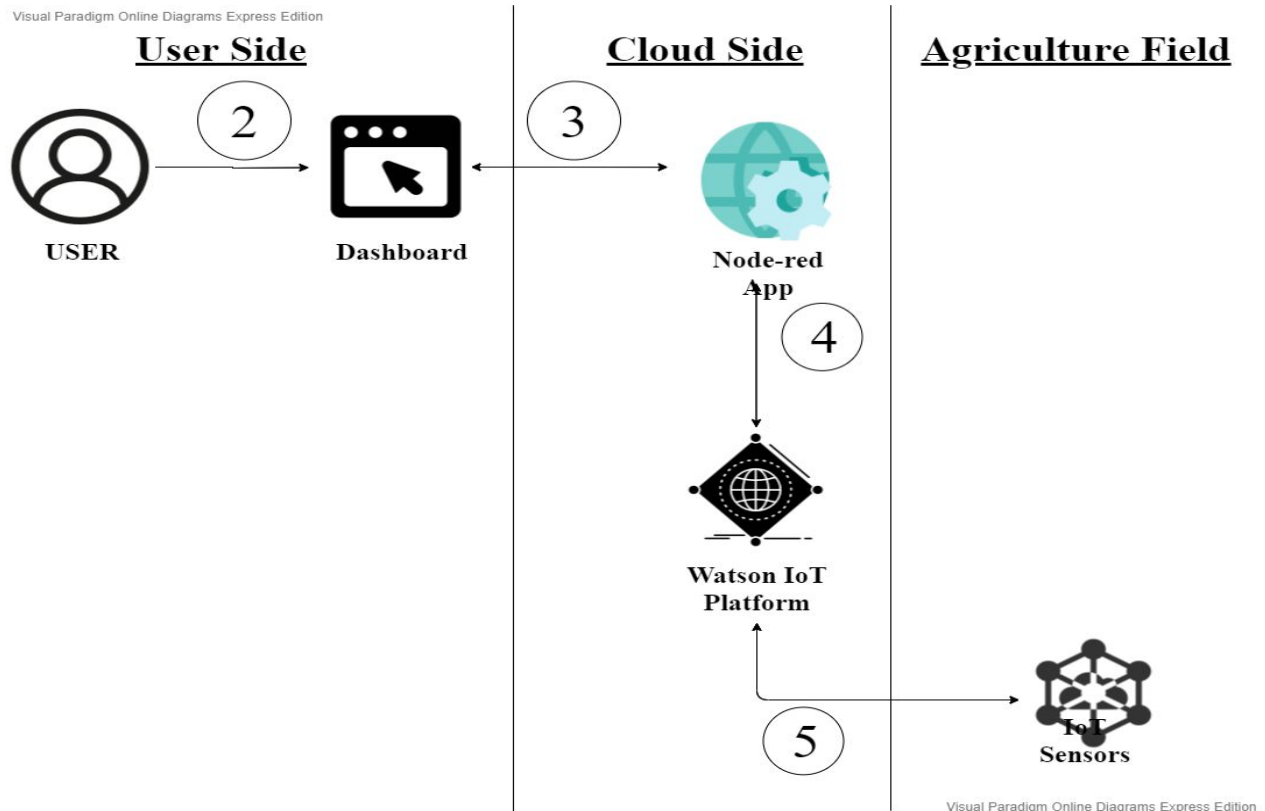 Visual Paradigm Online Diagrams Express Edition
User Side
Cloud Side
Agriculture Field
2
3
USER
Dashboard
Node-red
App
4
Watson IoT
Platform
5
IoT
Sensors
Visual Paradigm Online Diagrams Express Edition